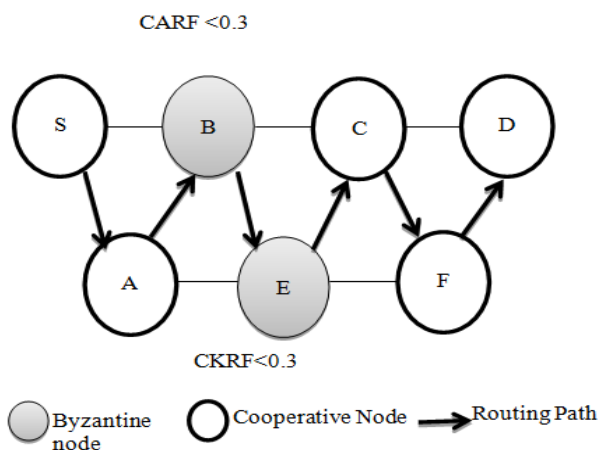 CARF <0.3
S
B
C
D
A
E
F
CKRF<0.3
Byzantine
node
Cooperative Node
Routing Path